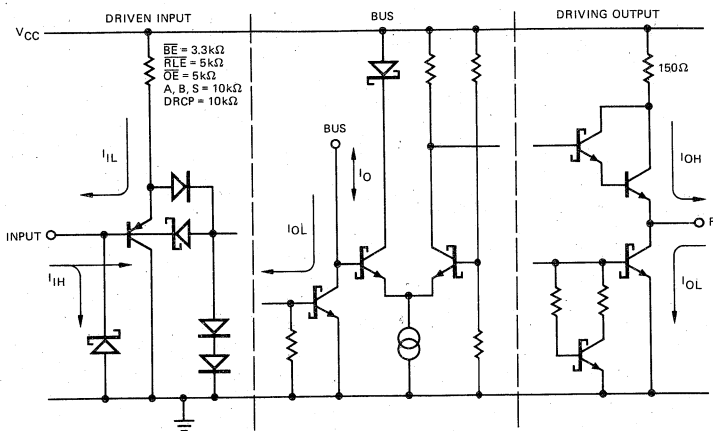 DRIVEN INPUT
BUS
DRIVING OUTPUT
VCC
BE = 3.3kΩ
RLE = 5kΩ
OE = 5kΩ
A, B, S = 10kΩ
DRCP = 10kΩ
150Ω
BUS
IIL
IO
IOH
IOL
INPUT
R
IIH
IOL